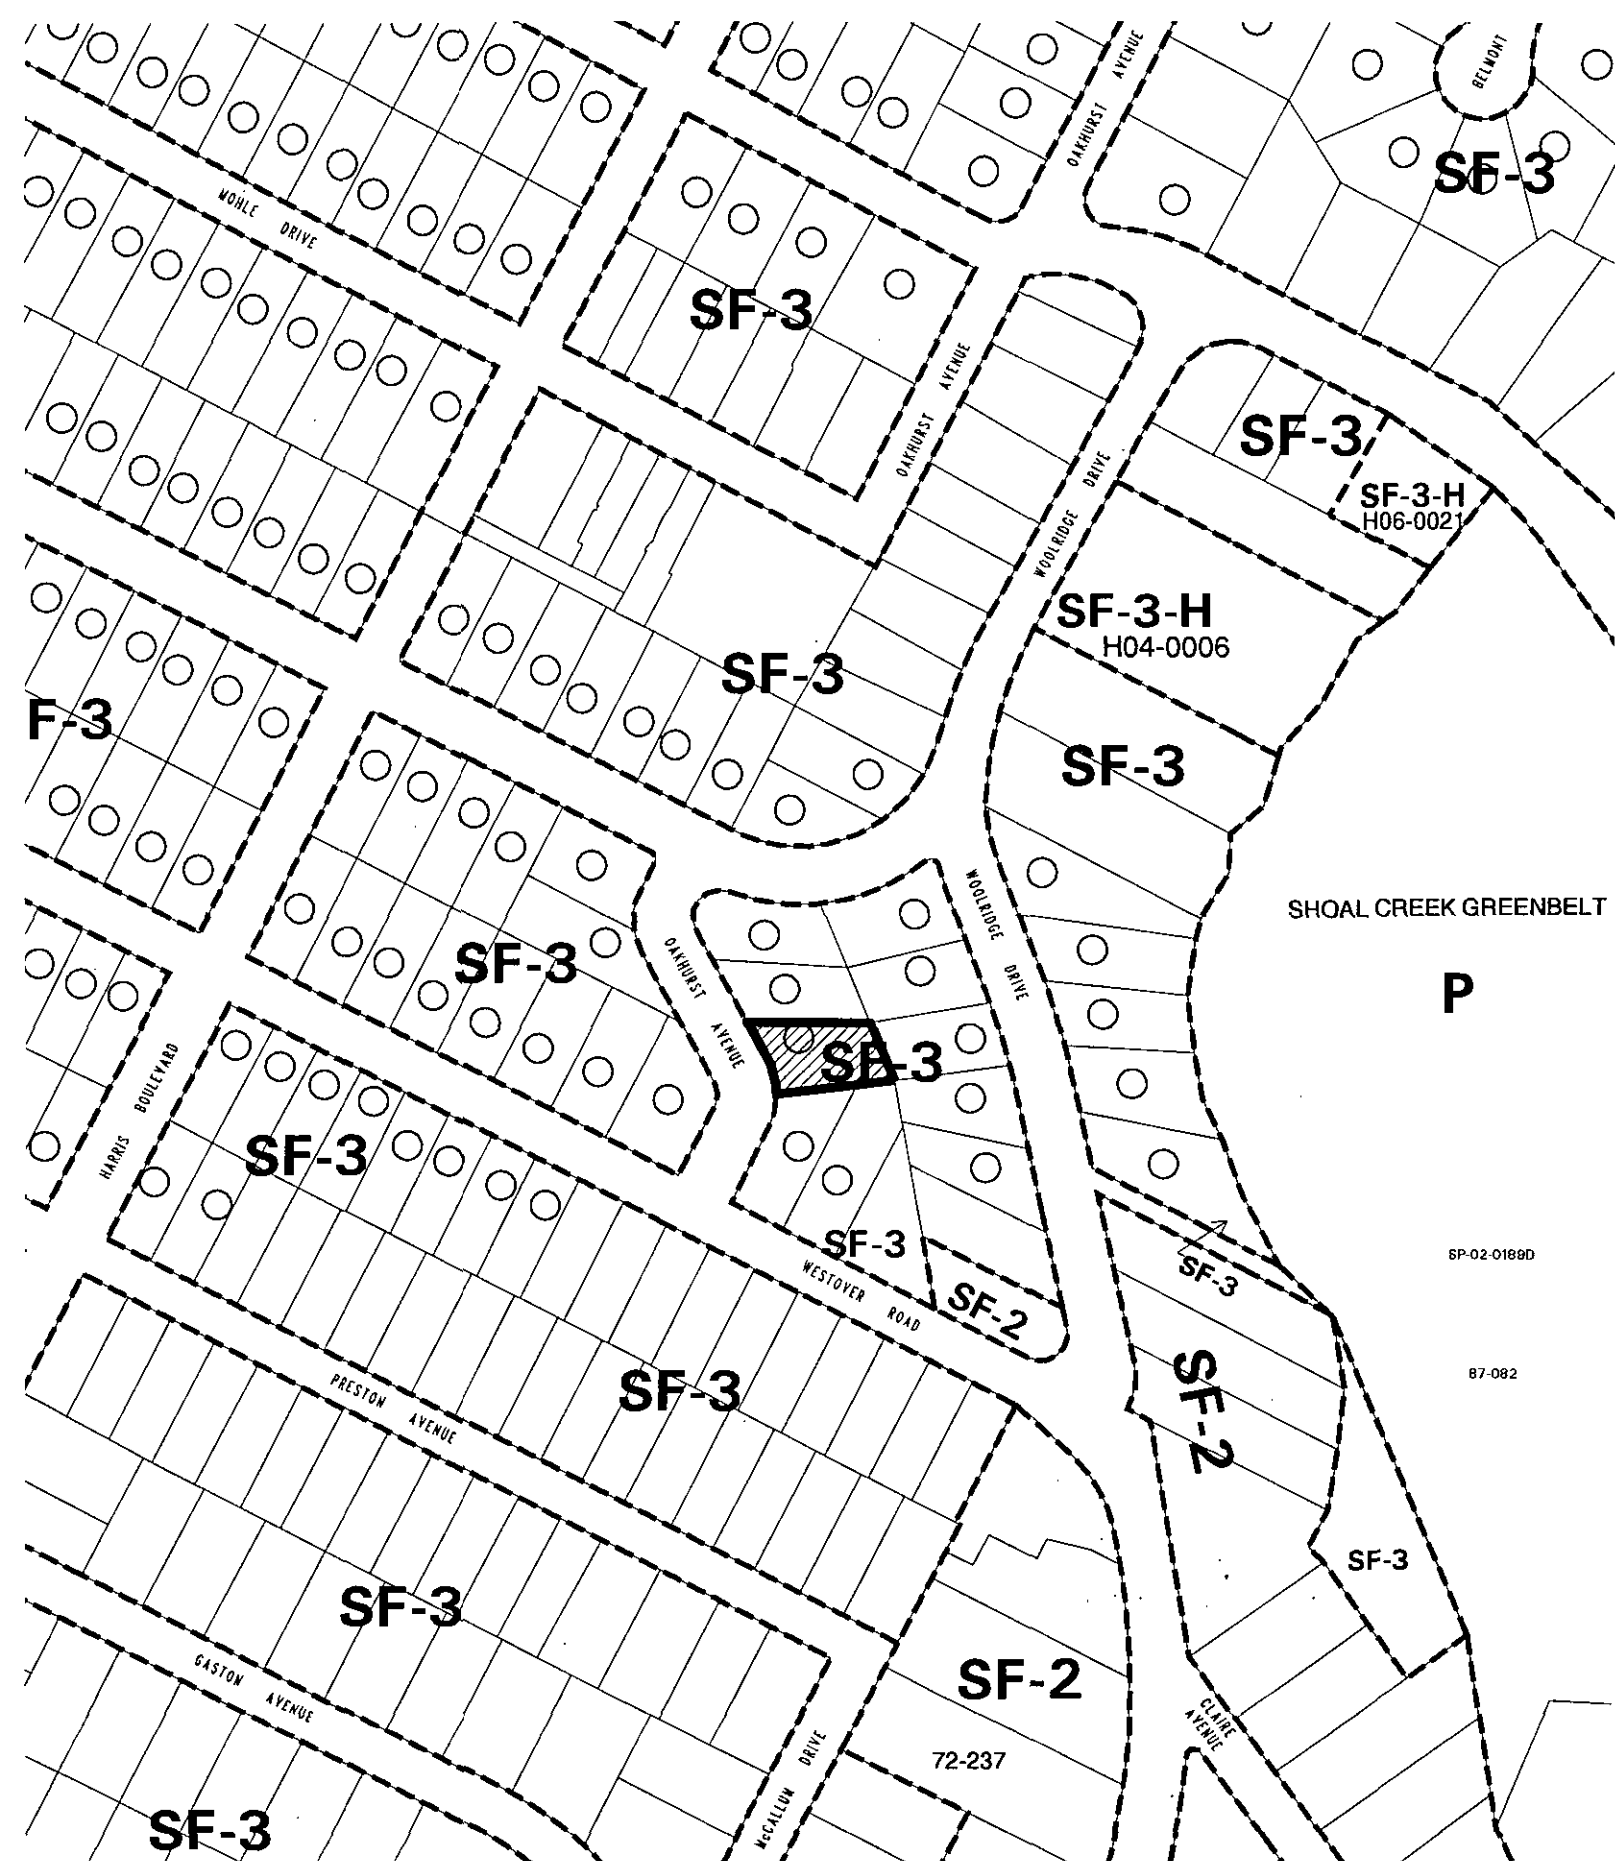 OAKHURST AVENUE
BELMONT
SF-3
MOHLE DRIVE
SF-3
OAKHURST AVENUE
SF-3
SF-3-H
H06-0021
WOOLRIDGE DRIVE
SF-3-H
H04-0006
SF-3
F-3
SF-3
SHOAL CREEK GREENBELT
P
WOOLRIDGE DRIVE
OAKHURST AVENUE
SF-3
SF-3
HARRIS BOULEVARD
SF-3
SF-3
WESTOVER ROAD
SF-2
SF-3
SP-02-0189D
87-082
SF-2
PRESTON AVENUE
SF-3
SF-3
SF-3
GASTON AVENUE
SF-2
CLAIRE AVENUE
72-237
McCALLUM DRIVE
SF-3